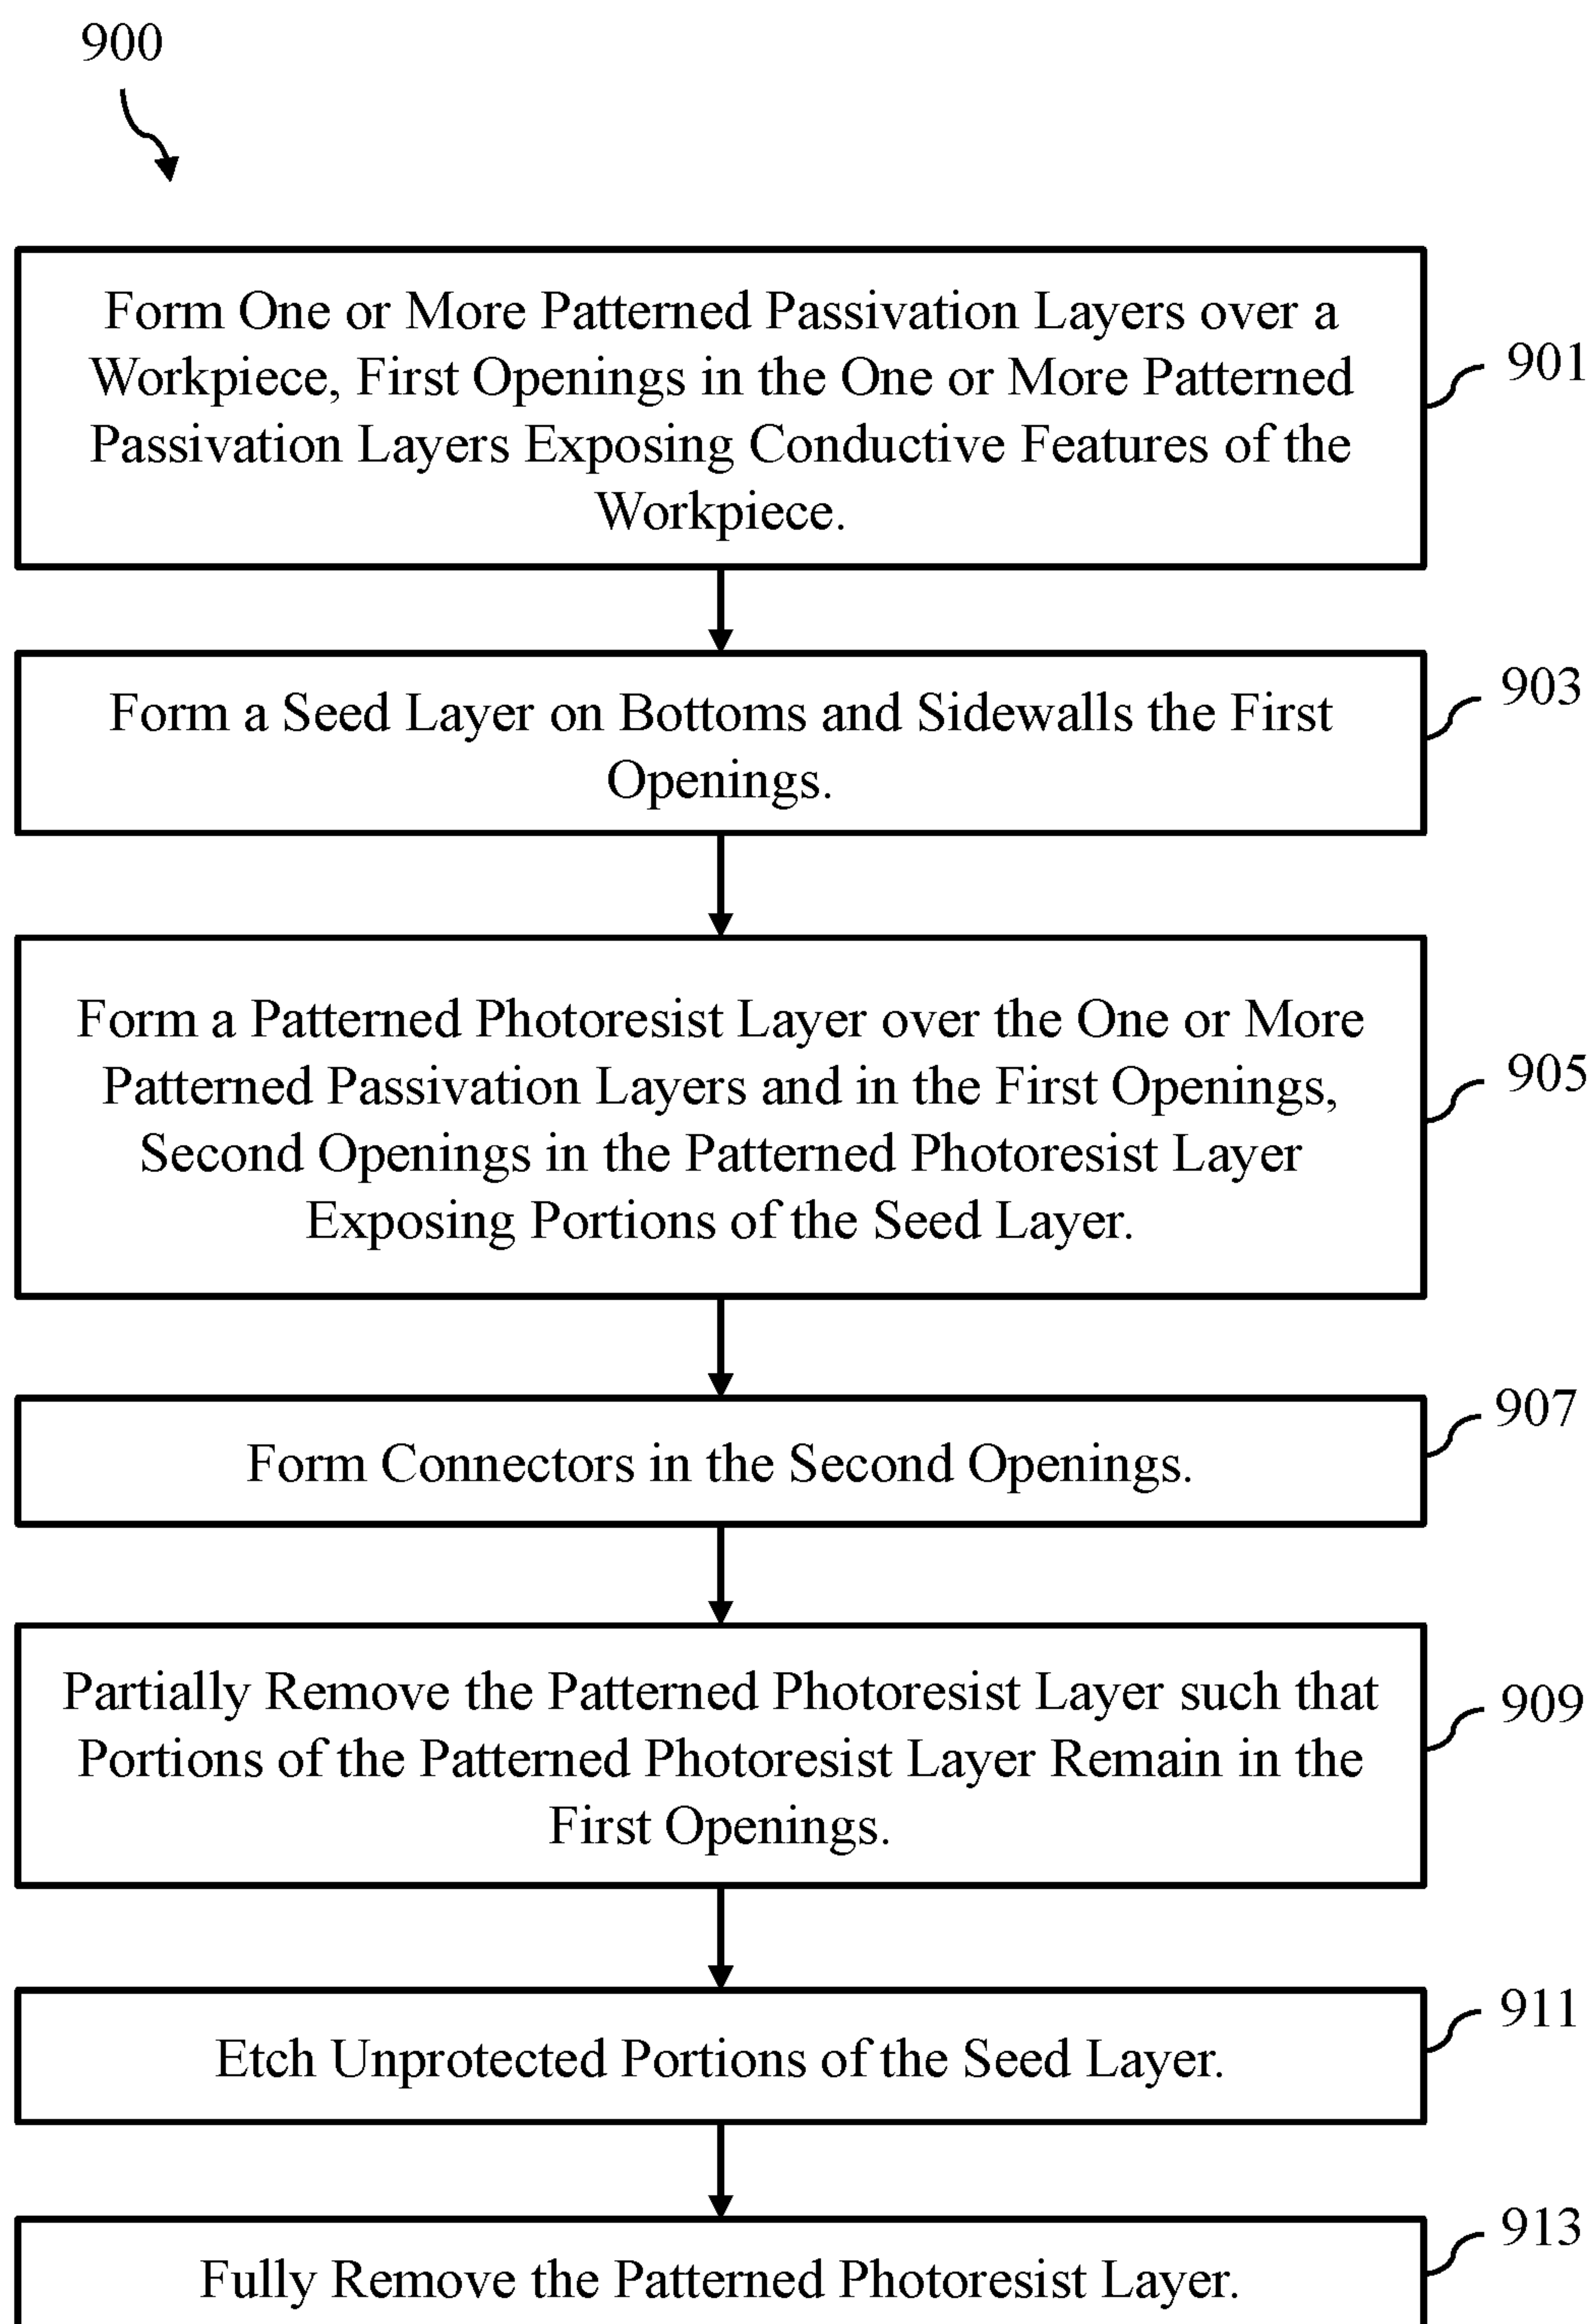 900
Form One or More Patterned Passivation Layers over a
Workpiece, First Openings in the One or More Patterned
Passivation Layers Exposing Conductive Features of the
Workpiece.
901
Form a Seed Layer on Bottoms and Sidewalls the First
Openings.
903
Form a Patterned Photoresist Layer over the One or More
Patterned Passivation Layers and in the First Openings,
Second Openings in the Patterned Photoresist Layer
Exposing Portions of the Seed Layer.
905
Form Connectors in the Second Openings.
907
Partially Remove the Patterned Photoresist Layer such that
Portions of the Patterned Photoresist Layer Remain in the
First Openings.
909
Etch Unprotected Portions of the Seed Layer.
911
Fully Remove the Patterned Photoresist Layer.
913